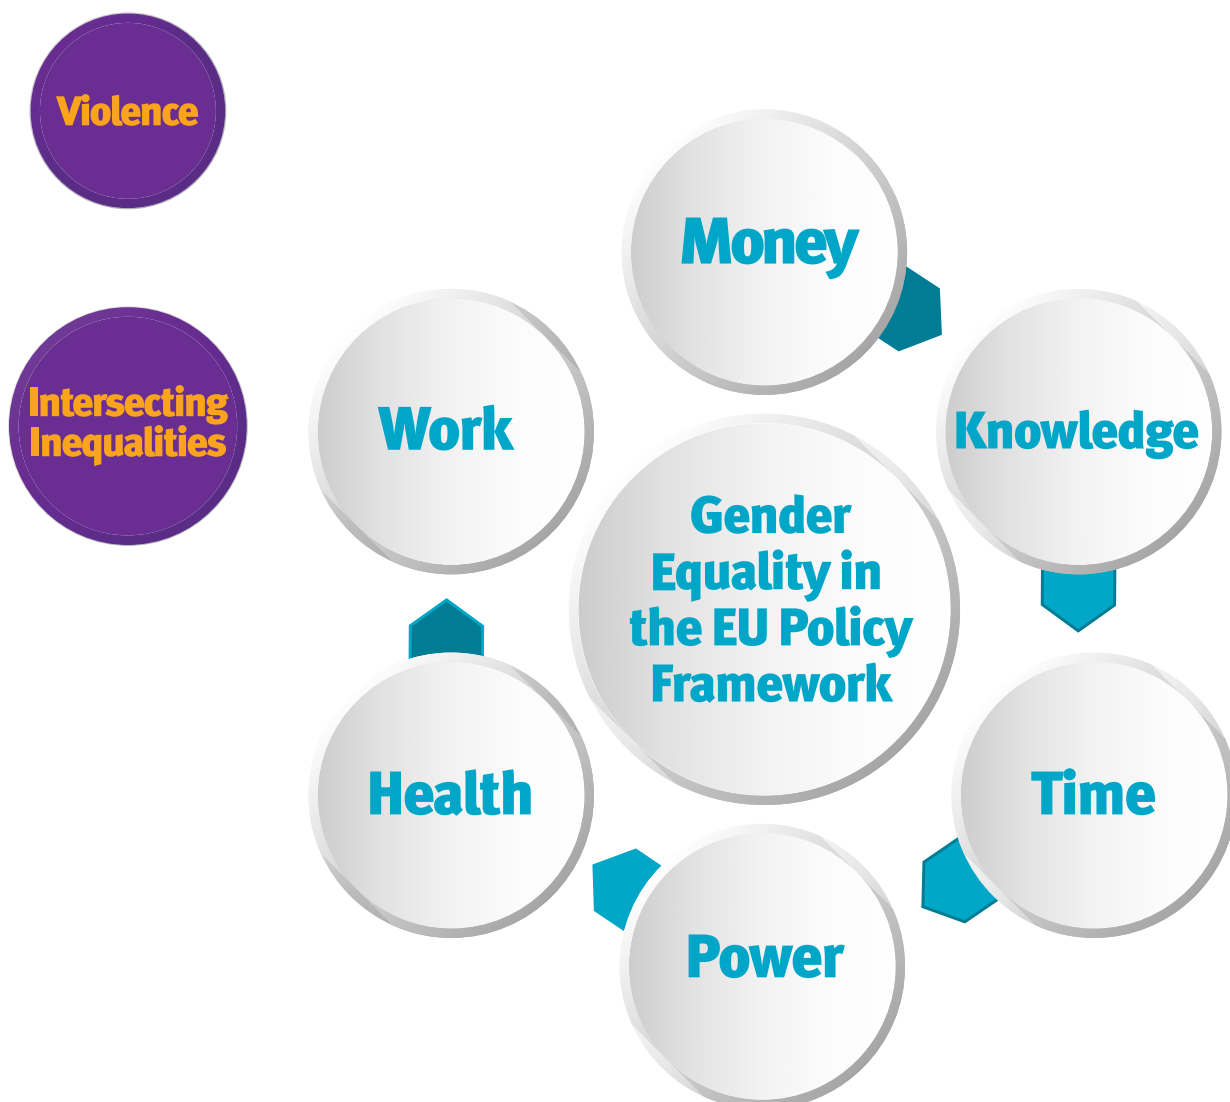 Violence
Intersecting
Inequalities
Money
Work
Knowledge
Gender
Equality in
the EU Policy
Framework
Health
Time
Power